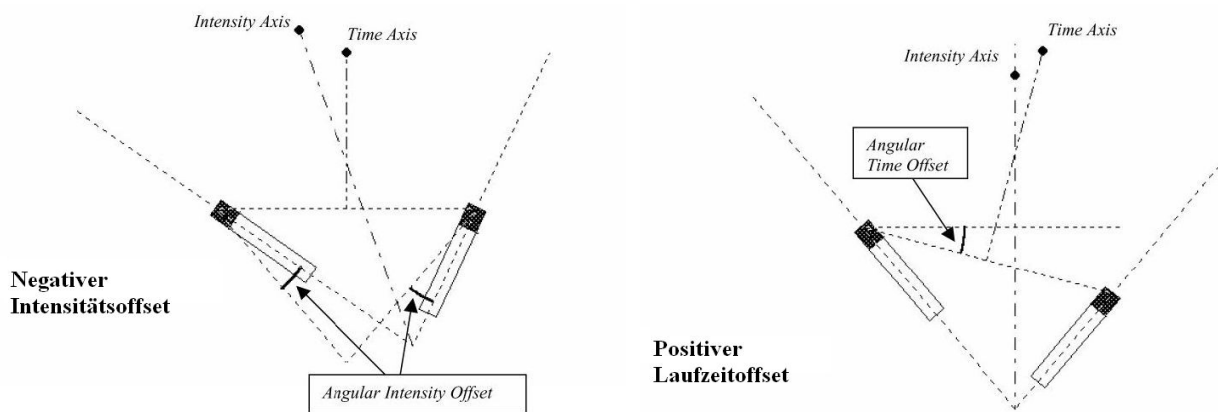 Intensity Axis
Time Axis
Negativer
Intensitätsoffset
Angular Intensity Offset
Time Axis
Intensity Axis
Angular
Time Offset
Positiver
Laufzeitoffset